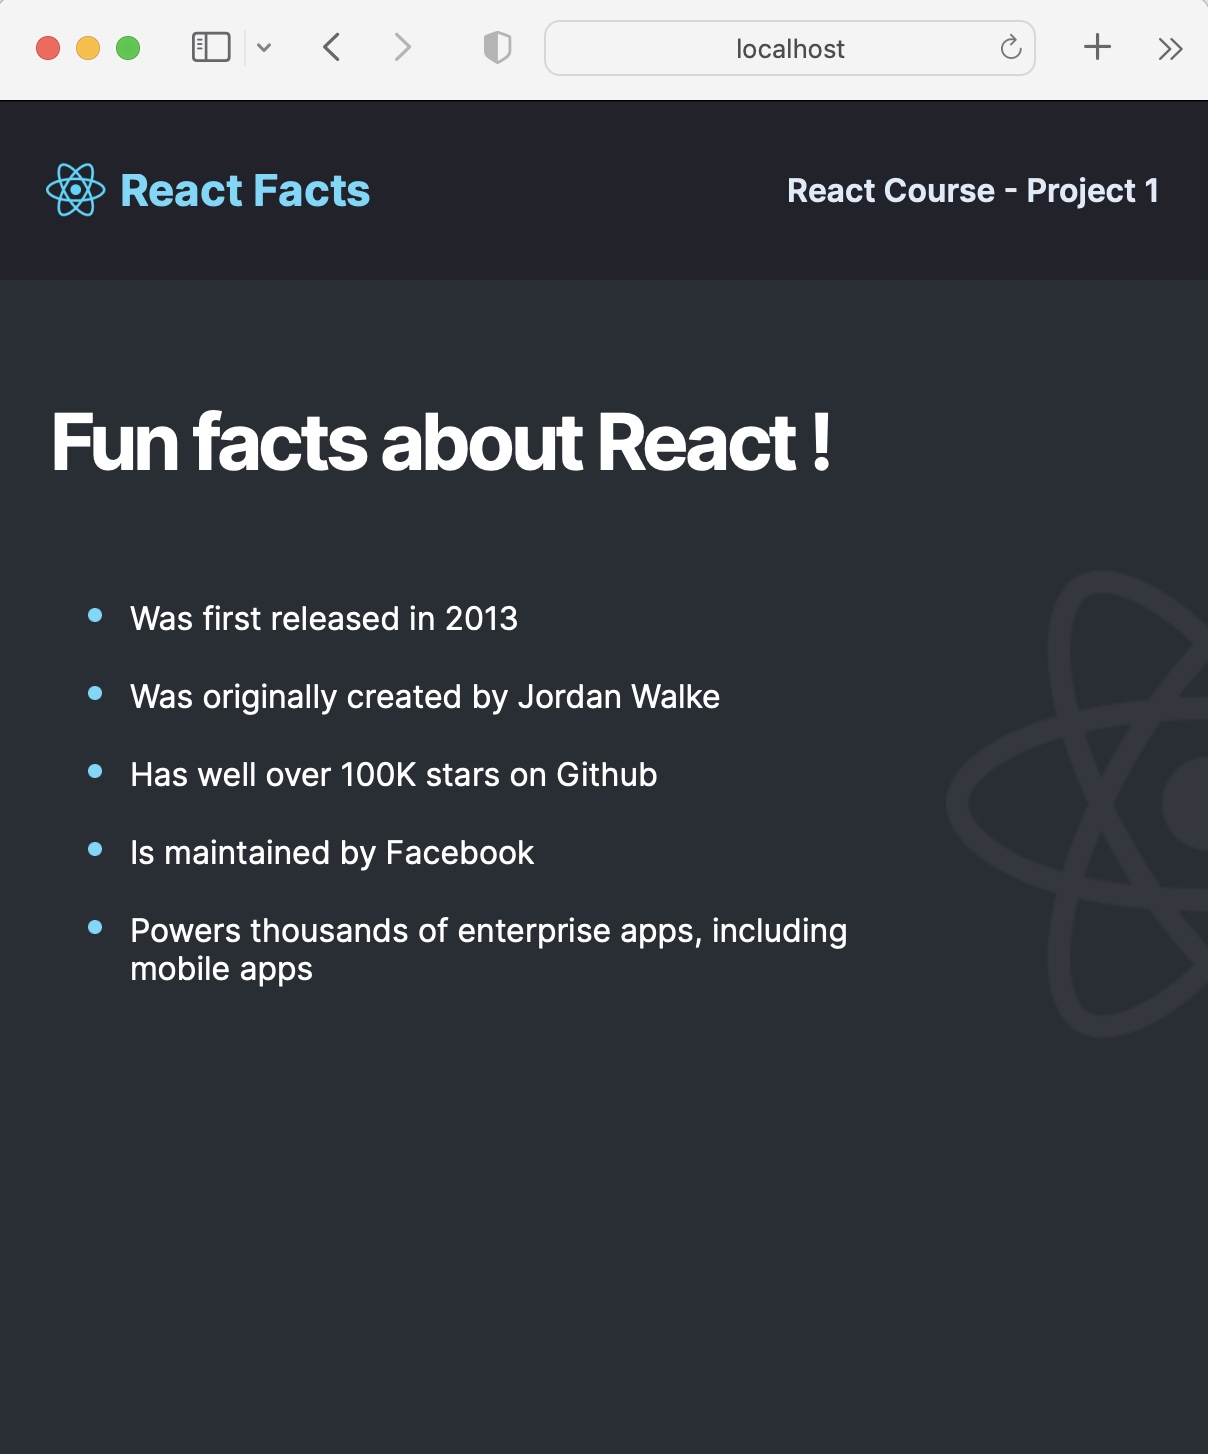 localhost
React Facts
React Course - Project 1
Fun facts about React !
Was first released in 2013
Was originally created by Jordan Walke
Has well over 100K stars on Github
Is maintained by Facebook
Powers thousands of enterprise apps, including
mobile apps